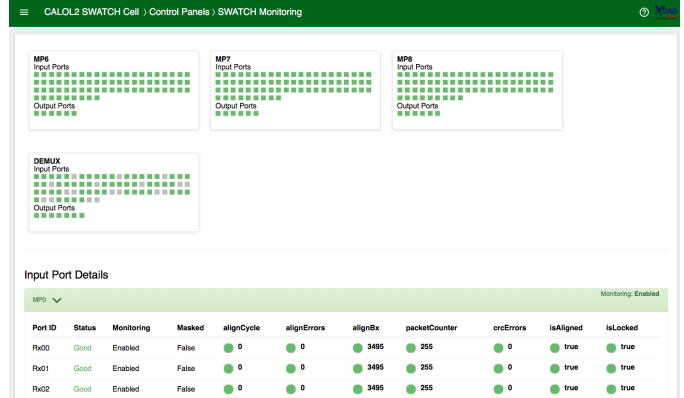 CALOL2 SWATCH Cell 〉Control Panels 〉SWATCH Monitoring
XDAQ
MP6
Input Ports
Output Ports
MP7
Input Ports
Output Ports
MP8
Input Ports
Output Ports
DEMUX
Input Ports
Output Ports
Input Port Details
MP0
Monitoring: Enabled
Port ID Status Monitoring Masked alignCycle alignErrors alignBx packetCounter crcErrors isAligned isLocked
Rx00 Good Enabled False 0 0 3495 255 0 true true
Rx01 Good Enabled False 0 0 3495 255 0 true true
Rx02 Good Enabled False 0 0 3495 255 0 true true